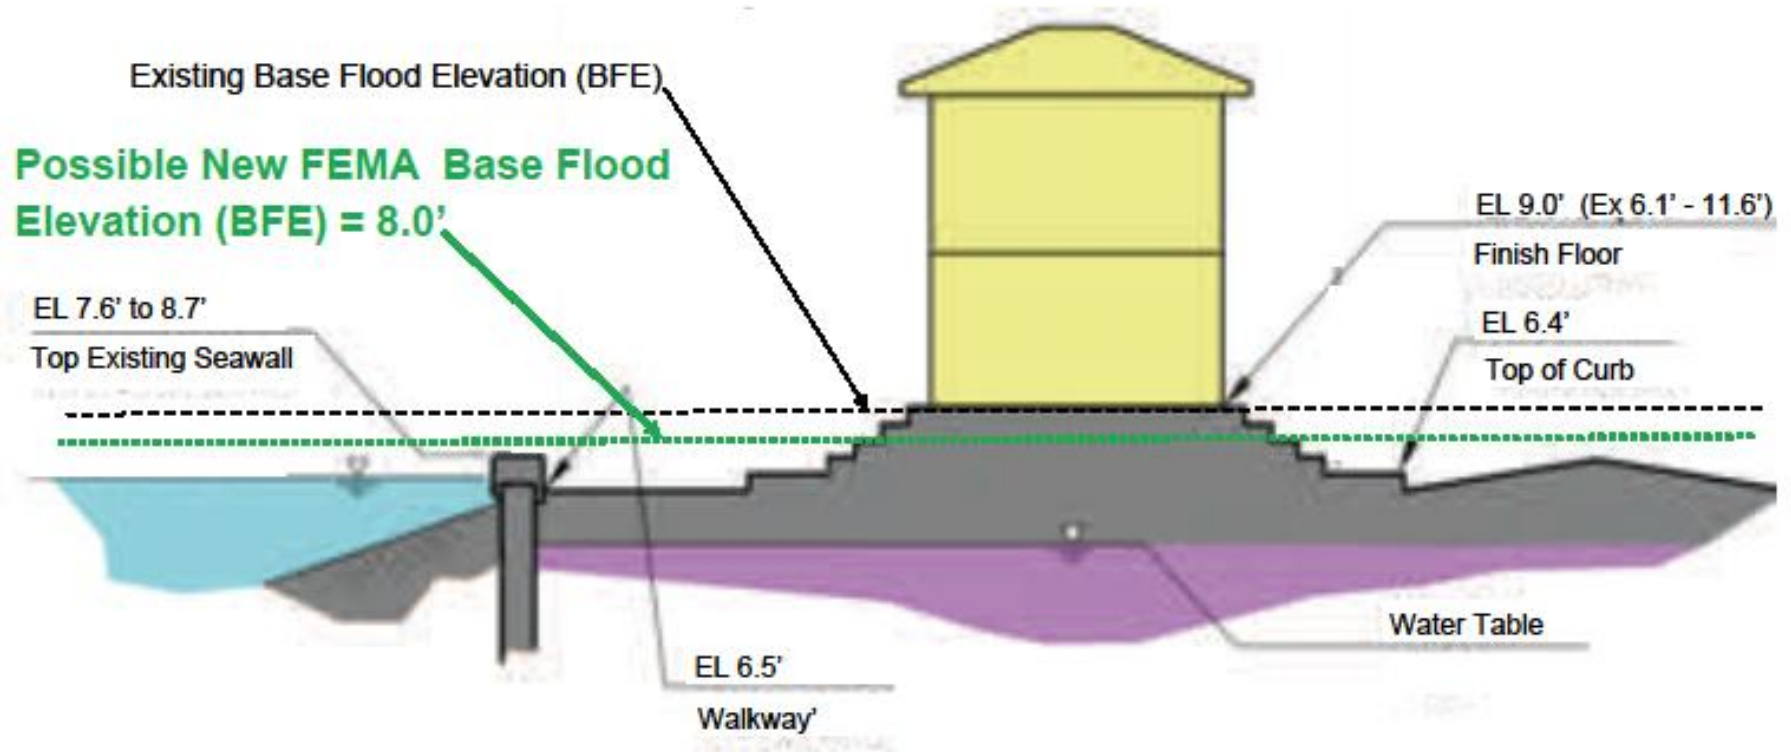 Existing Base Flood Elevation (BFE)
Possible New FEMA Base Flood
Elevation (BFE) = 8.0'
EL 9.0' (Ex 6.1' - 11.6')
Finish Floor
EL 7.6' to 8.7'
Top Existing Seawall
EL 6.4'
Top of Curb
Water Table
EL 6.5'
Walkway'